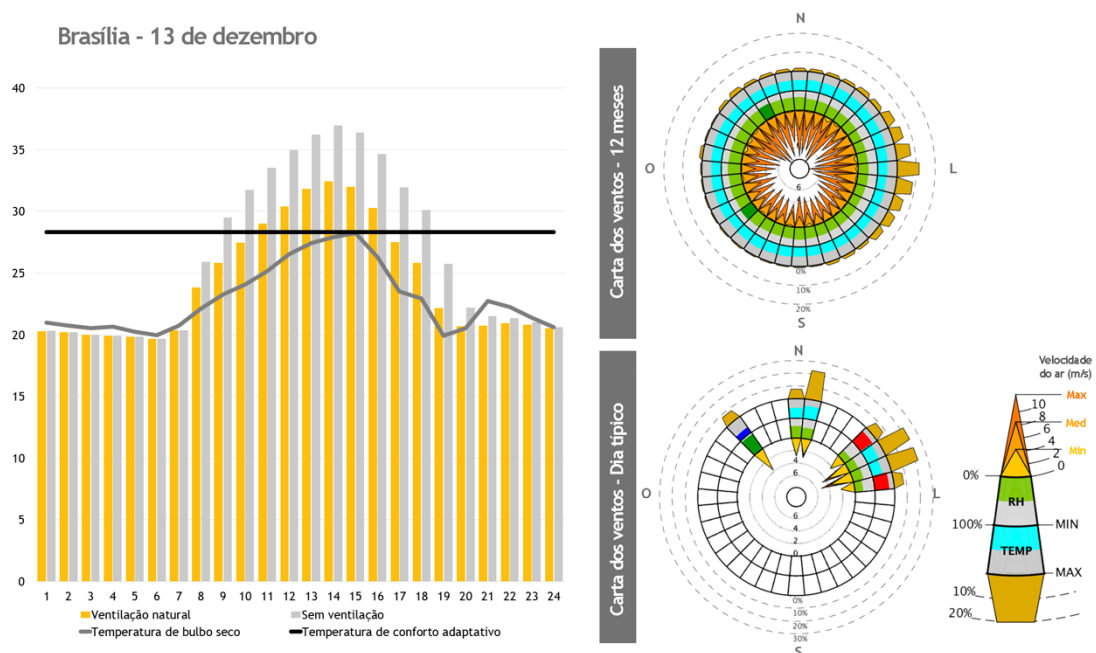 Brasília - 13 de dezembro
40
35
30
25
20
15
10
5
0
1 2 3 4 5 6 7 8 9 10 11 12 13 14 15 16 17 18 19 20 21 22 23 24
Ventilação natural
Sem ventilação
Temperatura de bulbo seco
Temperatura de conforto adaptativo
Carta dos ventos - 12 meses
N
O
L
6
4
0%
10%
20%
S
Carta dos ventos - Dia típico
N
O
L
4
6
6
4
2
0
0%
10%
20%
30%
S
Velocidade
do ar (m/s)
Max
10
8
Med
6
4
Min
2
0
0%
RH
100%
MIN
TEMP
MAX
10%
20%